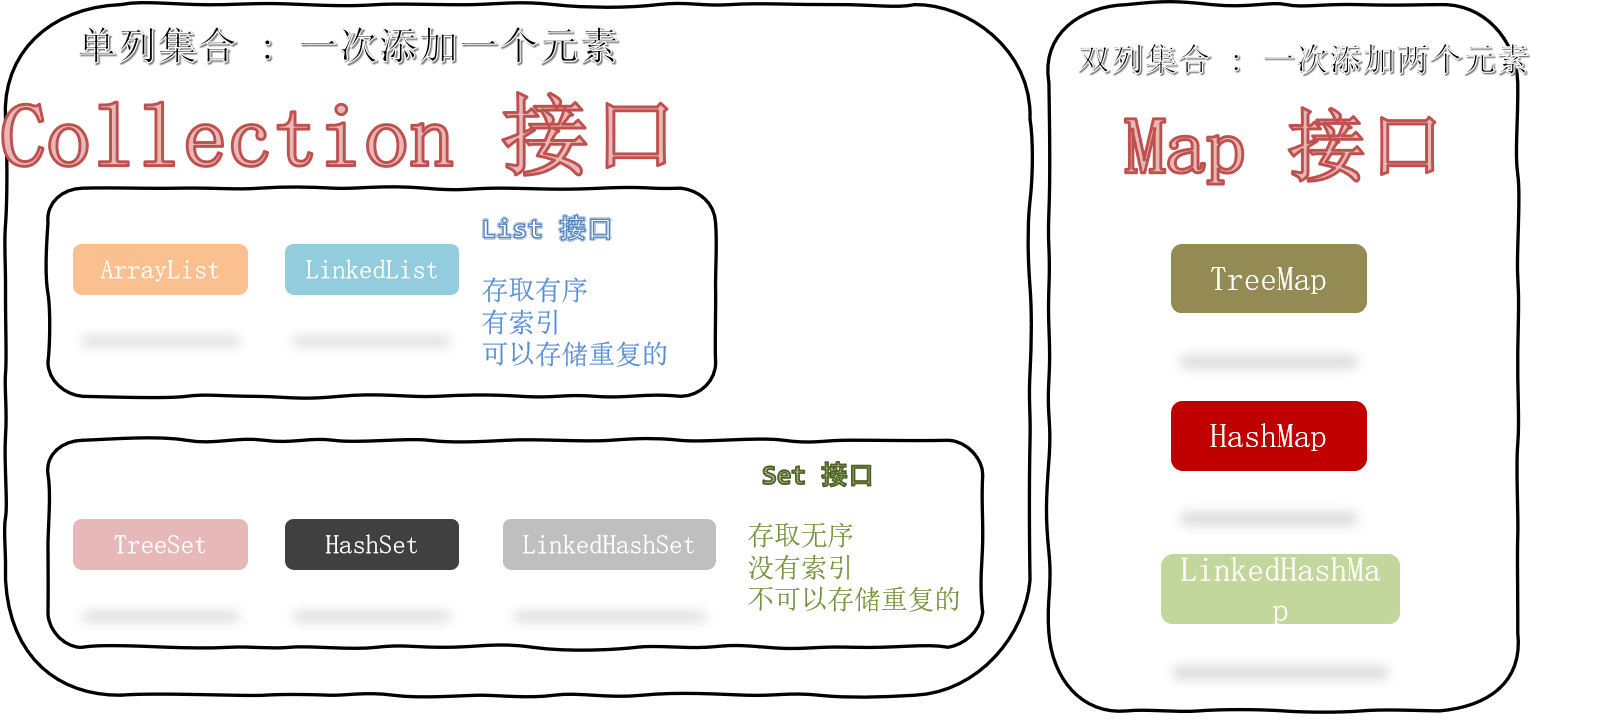 单列集合 : 一次添加一个元素
Collection 接口
List 接口
ArrayList
LinkedList
存取有序
有索引
可以存储重复的
Set 接口
TreeSet
HashSet
LinkedHashSet
存取无序
没有索引
不可以存储重复的
双列集合 : 一次添加两个元素
Map 接口
TreeMap
HashMap
LinkedHashMa
p